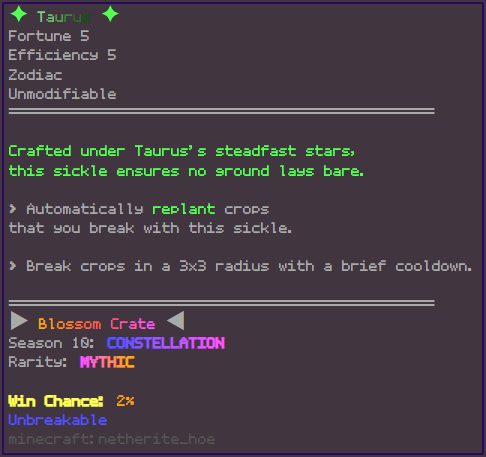 ✦ Taurus ✦
Fortune 5
Efficiency 5
Zodiac
Unmodifiable
Crafted under Taurus's steadfast stars,
this sickle ensures no ground lays bare.
> Automatically replant crops
that you break with this sickle.
> Break crops in a 3x3 radius with a brief cooldown.
▶ Blossom Crate ◀
Season 10: CONSTELLATION
Rarity: MYTHIC
Win Chance: 2%
Unbreakable
minecraft:netherite_hoe